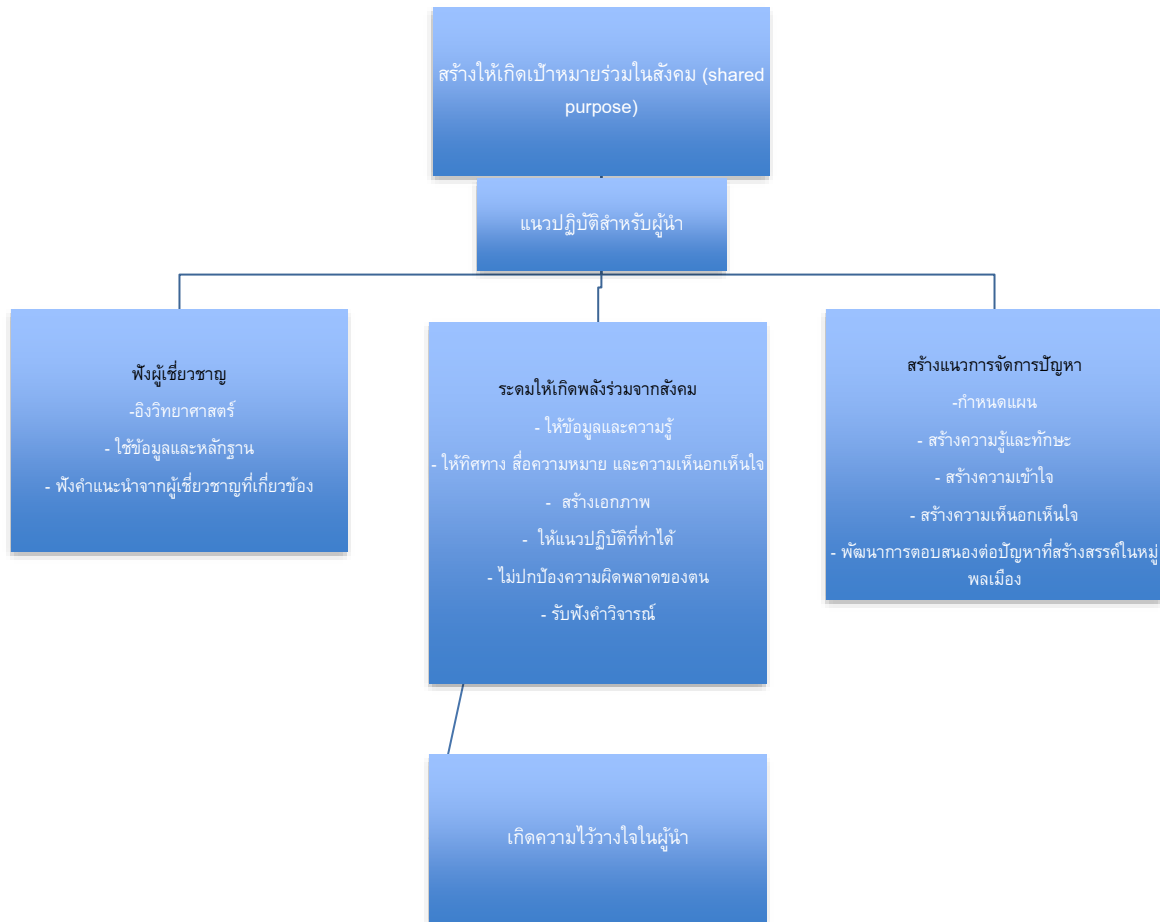 สร้างให้เกิดเป้าหมายร่วมในสังคม (shared
purpose)
แนวปฏิบัติสำหรับผู้นำ
ฟังผู้เชี่ยวชาญ
-อิงวิทยาศาสตร์
- ใช้ข้อมูลและหลักฐาน
- ฟังคำแนะนำจากผู้เชี่ยวชาญที่เกี่ยวข้อง
ระดมให้เกิดพลังร่วมจากสังคม
- ให้ข้อมูลและความรู้
- ให้ทิศทาง สื่อความหมาย และความเห็นอกเห็นใจ
- สร้างเอกภาพ
- ให้แนวปฏิบัติที่ทำได้
- ไม่ปกป้องความผิดพลาดของตน
- รับฟังคำวิจารณ์
สร้างแนวการจัดการปัญหา
-กำหนดแผน
- สร้างความรู้และทักษะ
- สร้างความเข้าใจ
- สร้างความเห็นอกเห็นใจ
- พัฒนาการตอบสนองต่อปัญหาที่สร้างสรรค์ในหมู่
พลเมือง
เกิดความไว้วางใจในผู้นำ